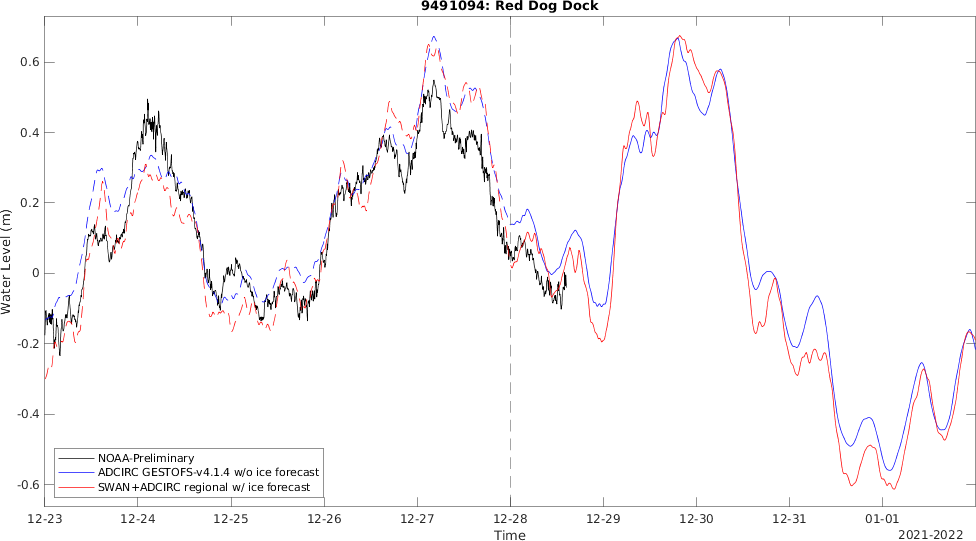 9491094: Red Dog Dock
Water Level (m)
0.6
0.4
0.2
0
-0.2
-0.4
-0.6
NOAA-Preliminary
ADCIRC GESTOFS-v4.1.4 w/o ice forecast
SWAN+ADCIRC regional w/ ice forecast
12-23 12-24 12-25 12-26 12-27 12-28 12-29 12-30 12-31 01-01
Time
2021-2022